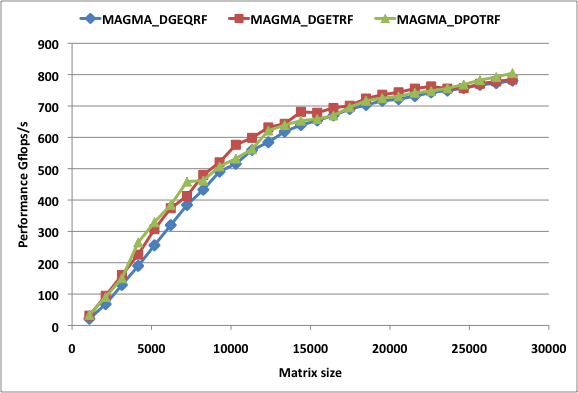 MAGMA_DGEQRF MAGMA_DGETRF MAGMA_DPOTRF
900
800
700
600
500
400
300
200
100
0
Performance Gflops/s
0 5000 10000 15000 20000 25000 30000
Matrix size